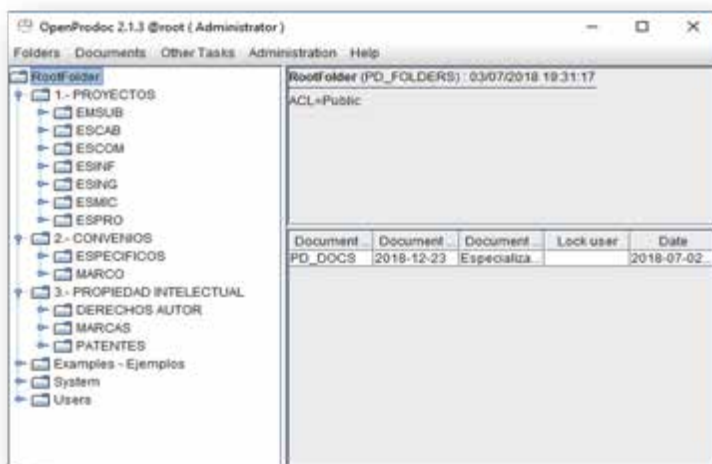 OpenProdoc 2.1.3 @root ( Administrator )
Folders Documents Other Tasks Administration Help
RootFolder
1.- PROYECTOS
EMSUB
ESCAB
ESCOM
ESINF
ESING
ESMIC
ESPRO
2.- CONVENIOS
ESPECIFICOS
MARCO
3.- PROPIEDAD INTELECTUAL
DERECHOS AUTOR
MARCAS
PATENTES
Examples - Ejemplos
System
Users
RootFolder (PD_FOLDERS) : 03/07/2018 19:31:17
ACL=Public
Document... Document... Document... Lock user Date
PD_DOCS 2018-12-23 Especializa... 2018-07-02...